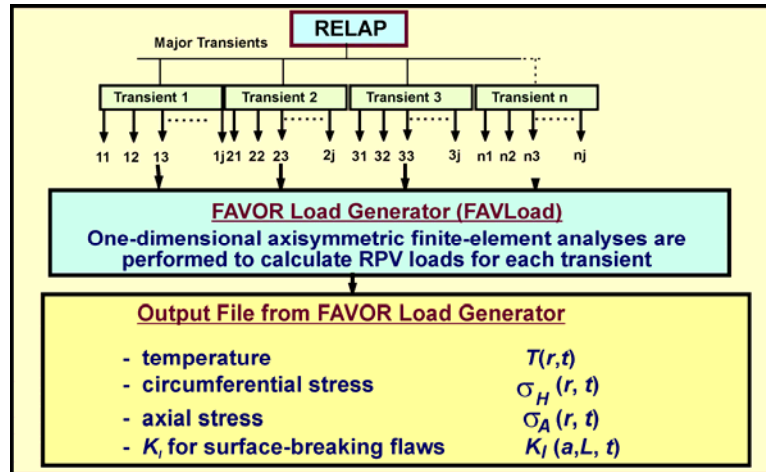 RELAP
Major Transients
Transient 1 Transient 2 Transient 3 Transient n
11 12 13 1j 21 22 23 2j 31 32 33 3j n1 n2 n3 nj
FAVOR Load Generator (FAVLoad)
One-dimensional axisymmetric finite-element analyses are
performed to calculate RPV loads for each transient
Output File from FAVOR Load Generator
- temperature T(r,t)
- circumferential stress σH (r, t)
- axial stress σA (r, t)
- KI for surface-breaking flaws KI (a,L, t)